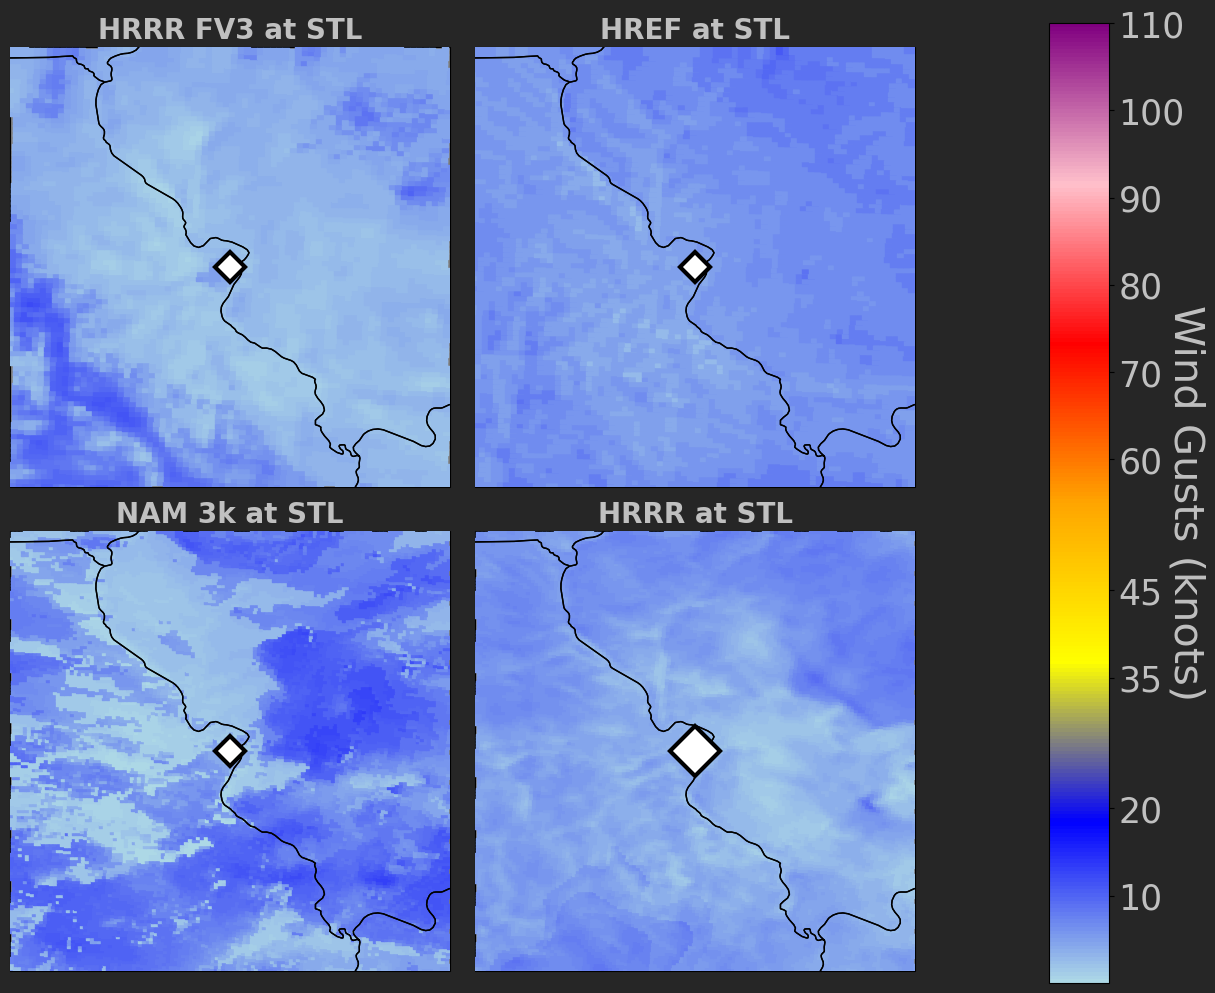 HRRR FV3 at STL
HREF at STL
NAM 3k at STL
HRRR at STL
110
100
90
80
70
60
45
35
20
10
Wind Gusts (knots)